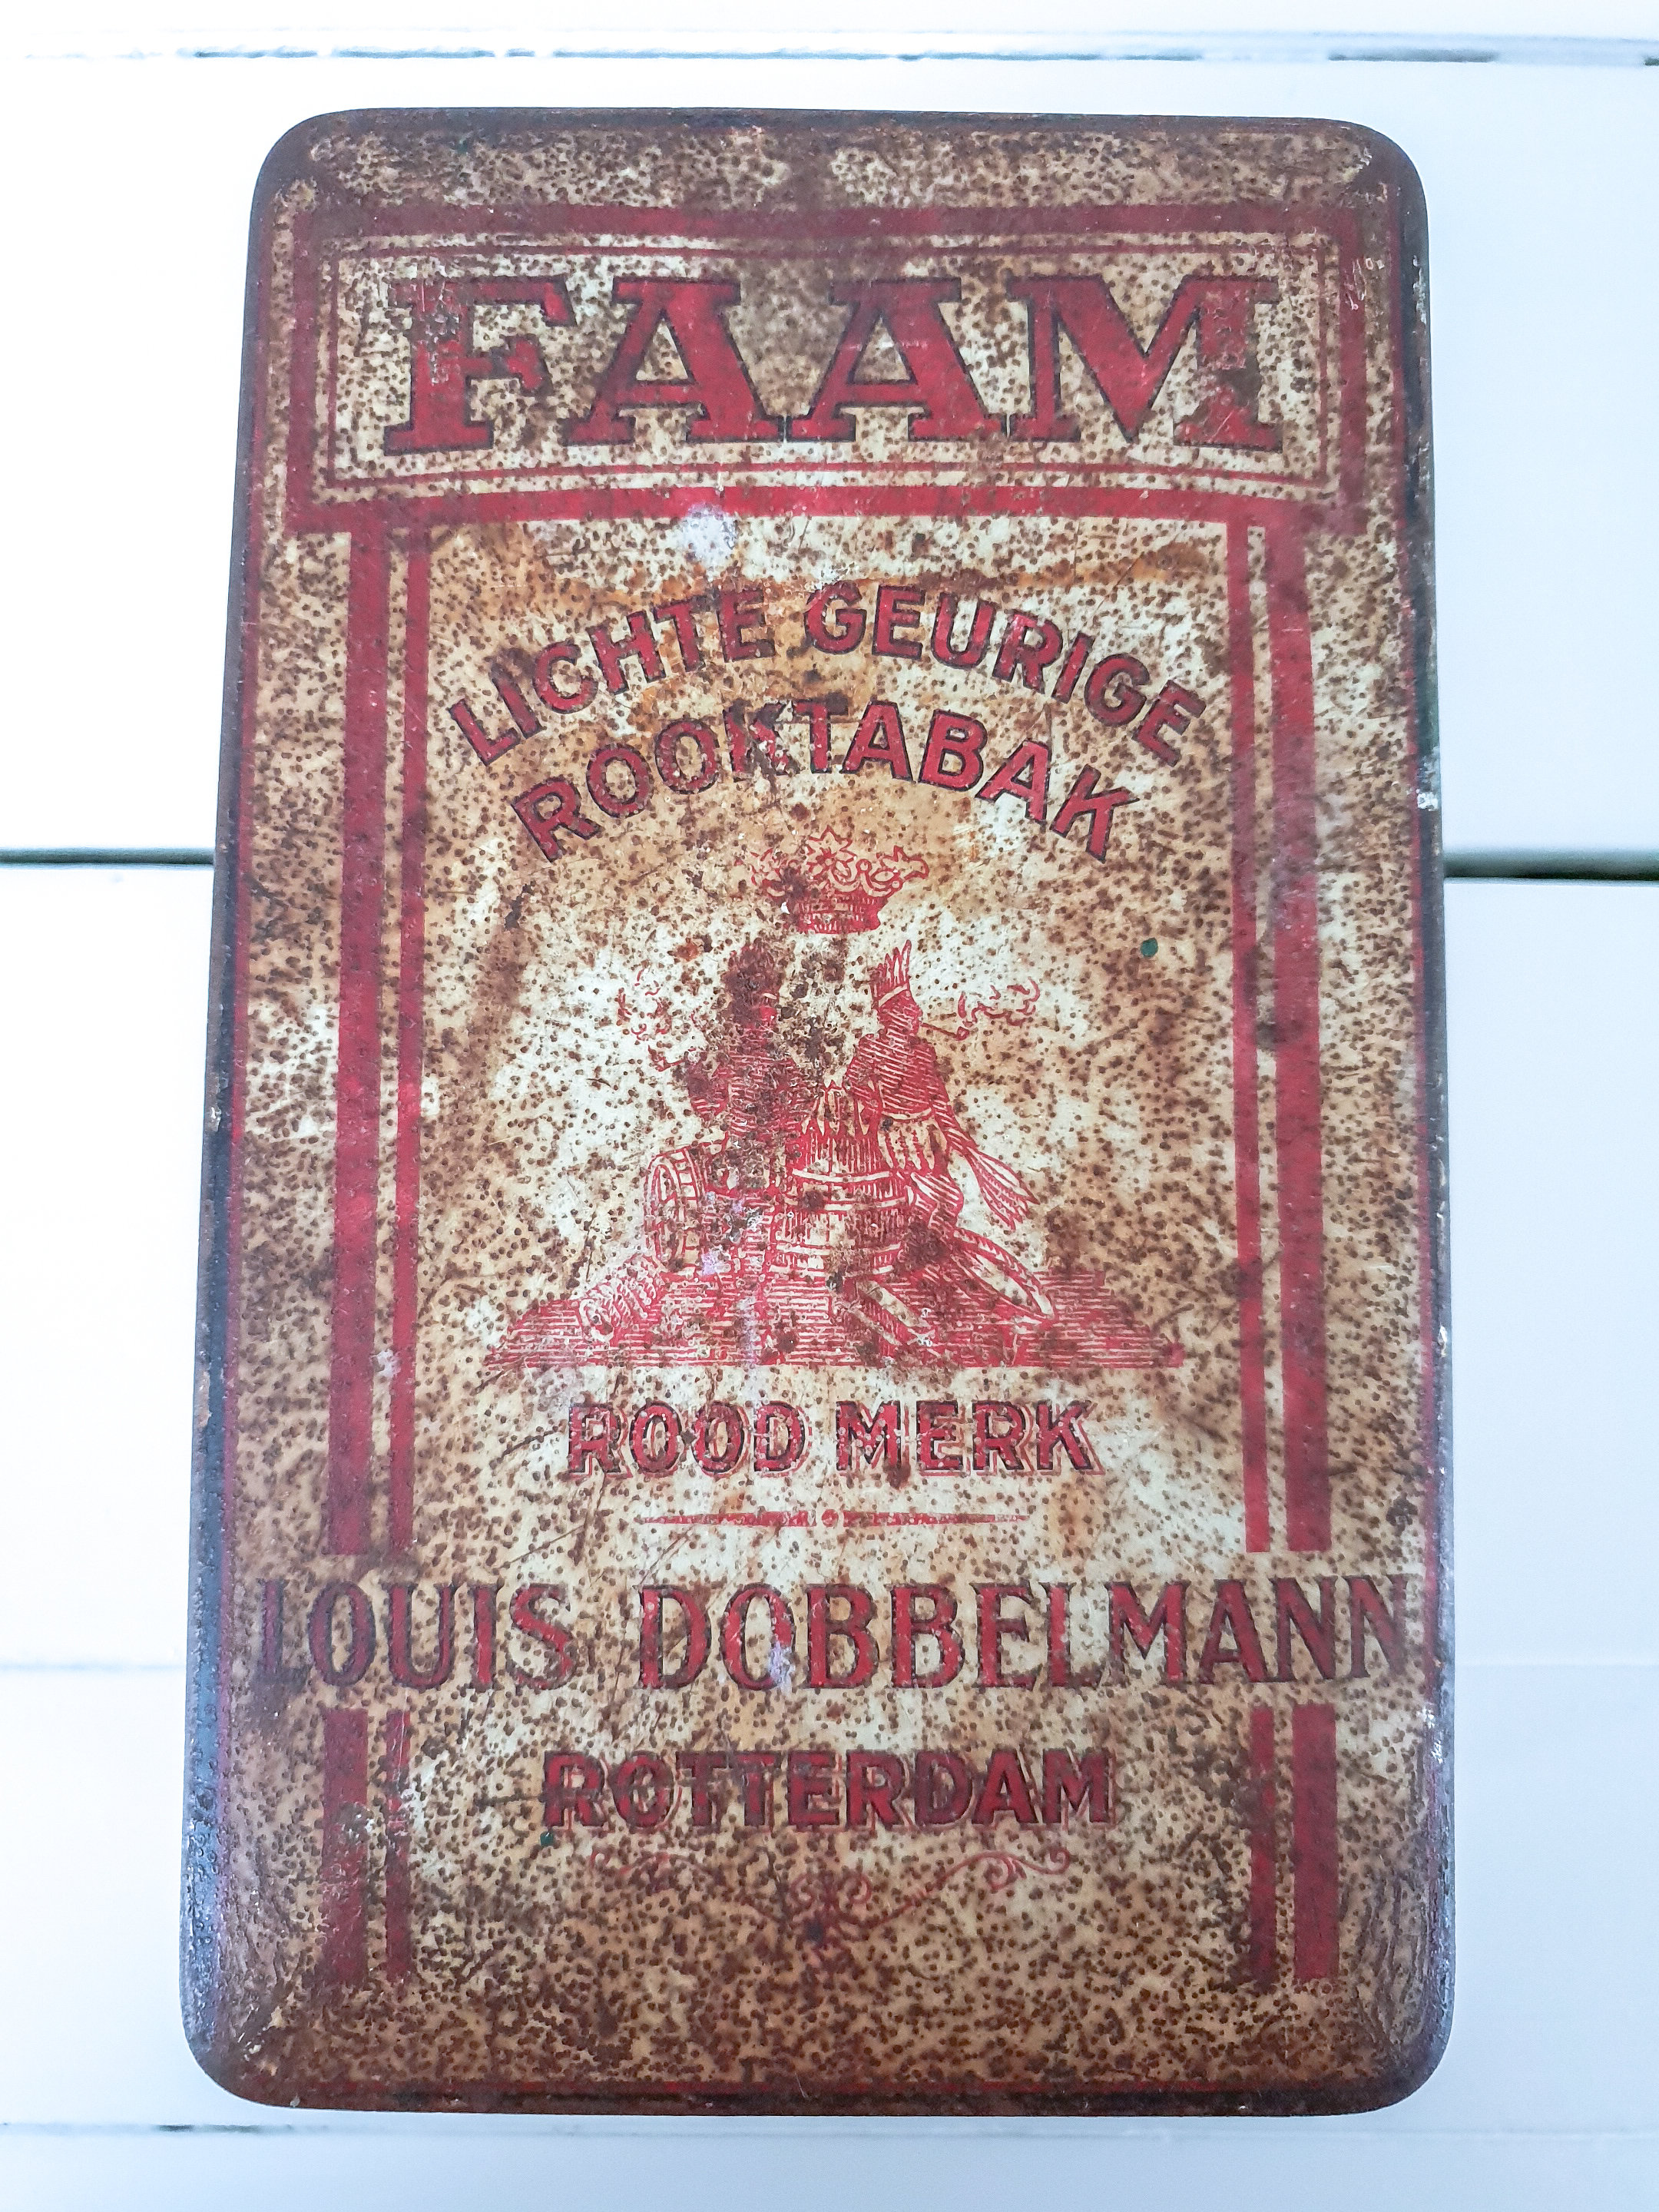 FAAM
LICHTE GEURIGE
ROOKTABAK
ROOD MERK
LOUIS DOBBELMANN
ROTTERDAM